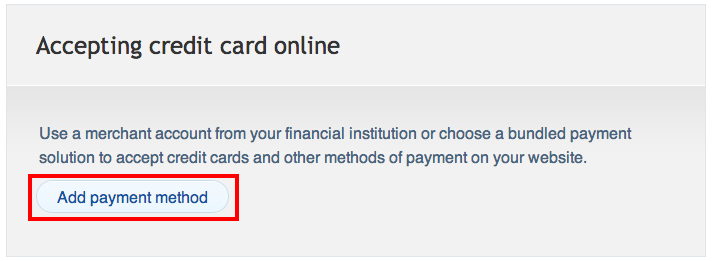 Accepting credit card online
Use a merchant account from your financial institution or choose a bundled payment
solution to accept credit cards and other methods of payment on your website.
Add payment method